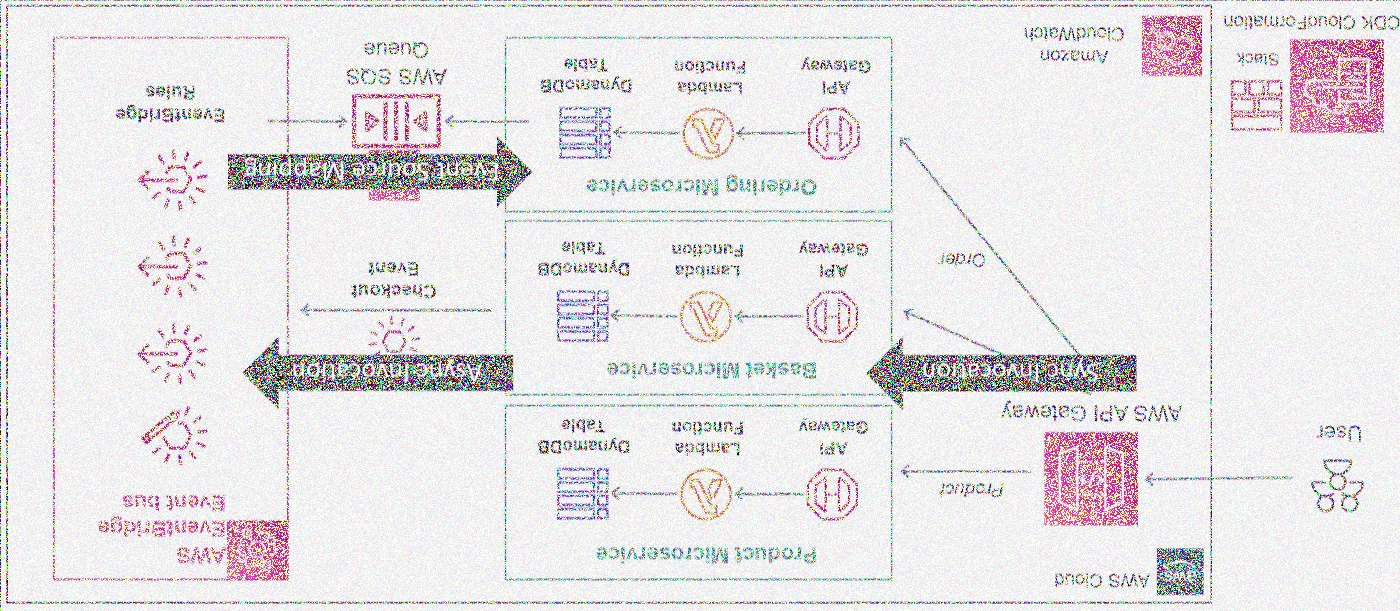 AWS Cloud
User
AWS API Gateway
Product
Order
Sync Invocation
Product Microservice
API
Gateway
Lambda
Function
DynamoDB
Table
Basket Microservice
API
Gateway
Lambda
Function
DynamoDB
Table
Ordering Microservice
API
Gateway
Lambda
Function
DynamoDB
Table
Async Invocation
Checkout
Event
Event Source Mapping
AWS SQS
Queue
AWS
EventBridge
Event bus
EventBridge
Rules
Amazon
CloudWatch
Stack
CDK CloudFormation